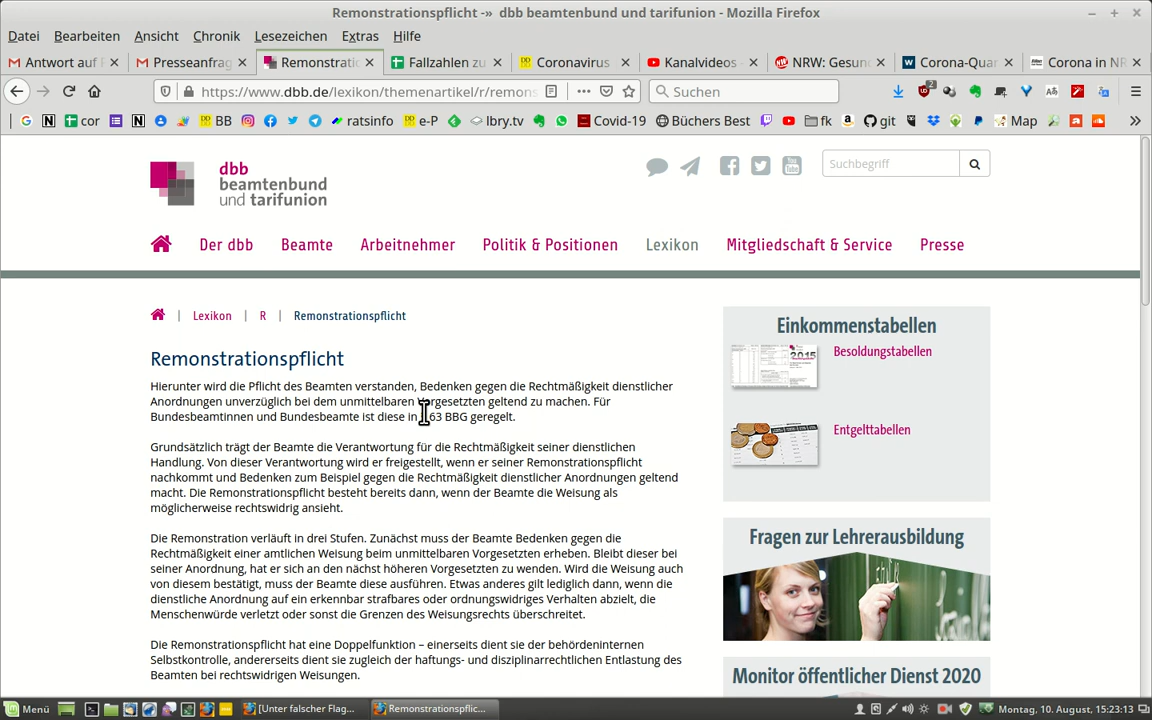 Remonstrationspflicht -» dbb beamtenbund und tarifunion - Mozilla Firefox
Datei Bearbeiten Ansicht Chronik Lesezeichen Extras Hilfe
Antwort auf Presseanfrag Remonstratio Fallzahlen zu Coronavirus Kanalvideos - NRW: Gesun Corona-Quar Corona in NR
https://www.dbb.de/lexikon/themenartikel/r/remons Suchen
BB ratsinfo e-P lbry.tv Covid-19 Büchers Best fk git Map
cor
dbb
beamtenbund
und tarifunion
Suchbegriff
Der dbb Beamte Arbeitnehmer Politik & Positionen Lexikon Mitgliedschaft & Service Presse
Lexikon | R | Remonstrationspflicht
Remonstrationspflicht
Hierunter wird die Pflicht des Beamten verstanden, Bedenken gegen die Rechtmäßigkeit dienstlicher
Anordnungen unverzüglich bei dem unmittelbaren Vorgesetzten geltend zu machen. Für
Bundesbeamtinnen und Bundesbeamte ist diese in 63 BBG geregelt.
Grundsätzlich trägt der Beamte die Verantwortung für die Rechtmäßigkeit seiner dienstlichen
Handlung. Von dieser Verantwortung wird er freigestellt, wenn er seiner Remonstrationspflicht
nachkommt und Bedenken zum Beispiel gegen die Rechtmäßigkeit dienstlicher Anordnungen geltend
macht. Die Remonstrationspflicht besteht bereits dann, wenn der Beamte die Weisung als
möglicherweise rechtswidrig ansieht.
Die Remonstration verläuft in drei Stufen. Zunächst muss der Beamte Bedenken gegen die
Rechtmäßigkeit einer amtlichen Weisung beim unmittelbaren Vorgesetzten erheben. Bleibt dieser bei
seiner Anordnung, hat er sich an den nächst höheren Vorgesetzten zu wenden. Wird die Weisung auch
von diesem bestätigt, muss der Beamte diese ausführen. Etwas anderes gilt lediglich dann, wenn die
dienstliche Anordnung auf ein erkennbar strafbares oder ordnungswidriges Verhalten abzielt, die
Menschenwürde verletzt oder sonst die Grenzen des Weisungsrechts überschreitet.
Die Remonstrationspflicht hat eine Doppelfunktion – einerseits dient sie der behördeninternen
Selbstkontrolle, andererseits dient sie zugleich der haftungs- und disziplinarrechtlichen Entlastung des
Beamten bei rechtswidrigen Weisungen.
Einkommenstabellen
2015
Besoldungstabellen
Entgelttabellen
Fragen zur Lehrerausbildung
Monitor öffentlicher Dienst 2020
Menü [Unter falscher Flag... Remonstrationspflic... Montag, 10. August, 15:23:13